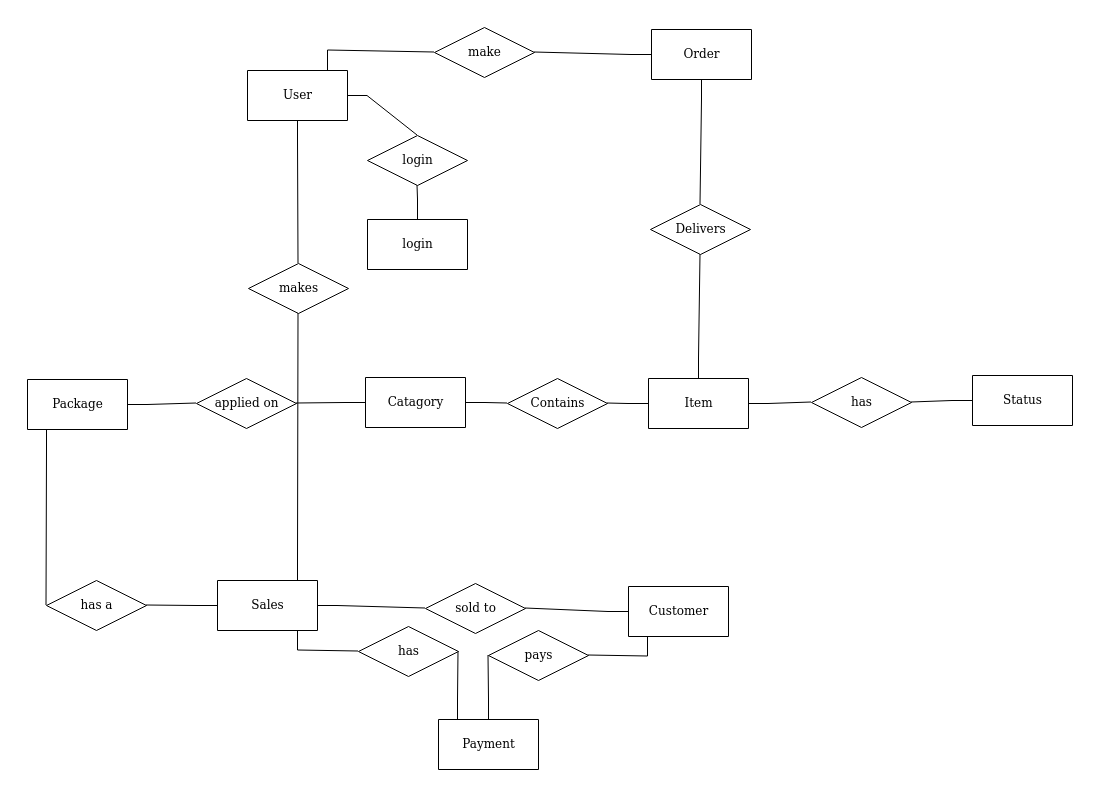 make
Order
User
login
Delivers
login
makes
Package
applied on
Catagory
Contains
Item
has
Status
has a
Sales
sold to
Customer
has
pays
Payment